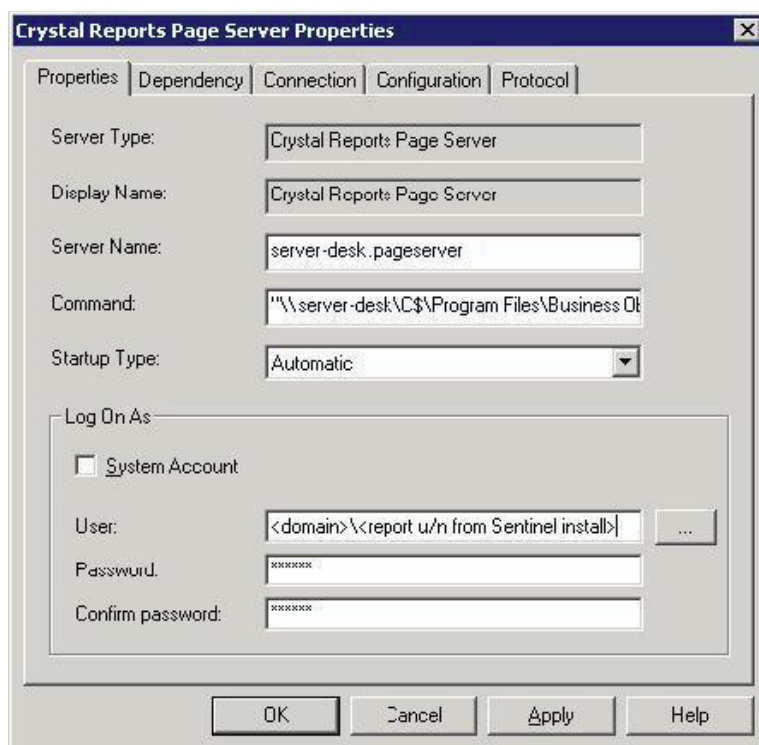 Crystal Reports Page Server Properties
Properties Dependency Connection Configuration Protocol
Server Type: Crystal Reports Page Server
Display Name: Crystal Reports Page Server
Server Name: server-desk.pageserver
Command: "\\server-desk\C$\Program Files\Business Ob
Startup Type: Automatic
Log On As
System Account
User: <domain>\<report u/n from Sentinel install> ...
Password: ******
Confirm password: ******
OK Cancel Apply Help